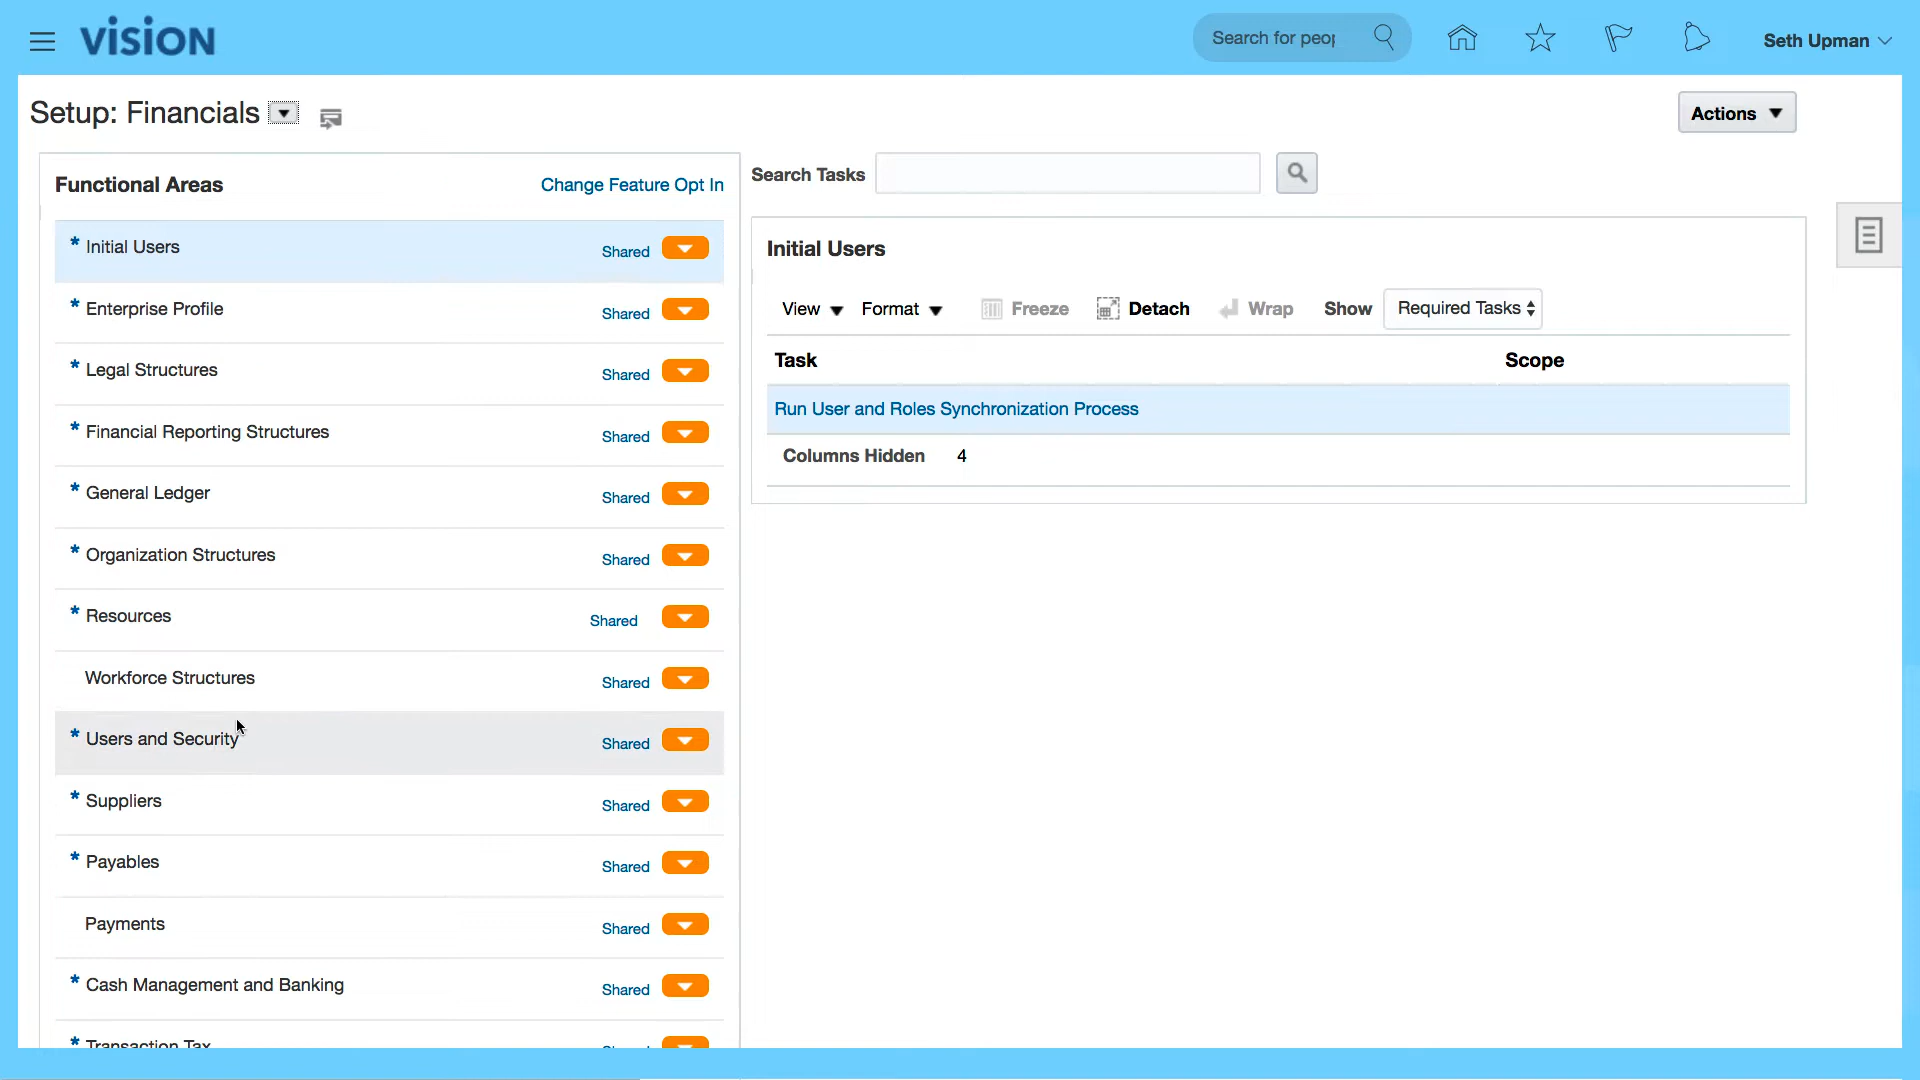 VISION
Search for peop
Seth Upman
Setup: Financials
Actions
Functional Areas
Change Feature Opt In
Search Tasks
* Initial Users Shared
* Enterprise Profile Shared
* Legal Structures Shared
* Financial Reporting Structures Shared
* General Ledger Shared
* Organization Structures Shared
* Resources Shared
Workforce Structures Shared
* Users and Security Shared
* Suppliers Shared
* Payables Shared
Payments Shared
* Cash Management and Banking Shared
* Transaction Tax Shared
Initial Users
View Format Freeze Detach Wrap Show Required Tasks
Task Scope
Run User and Roles Synchronization Process
Columns Hidden 4